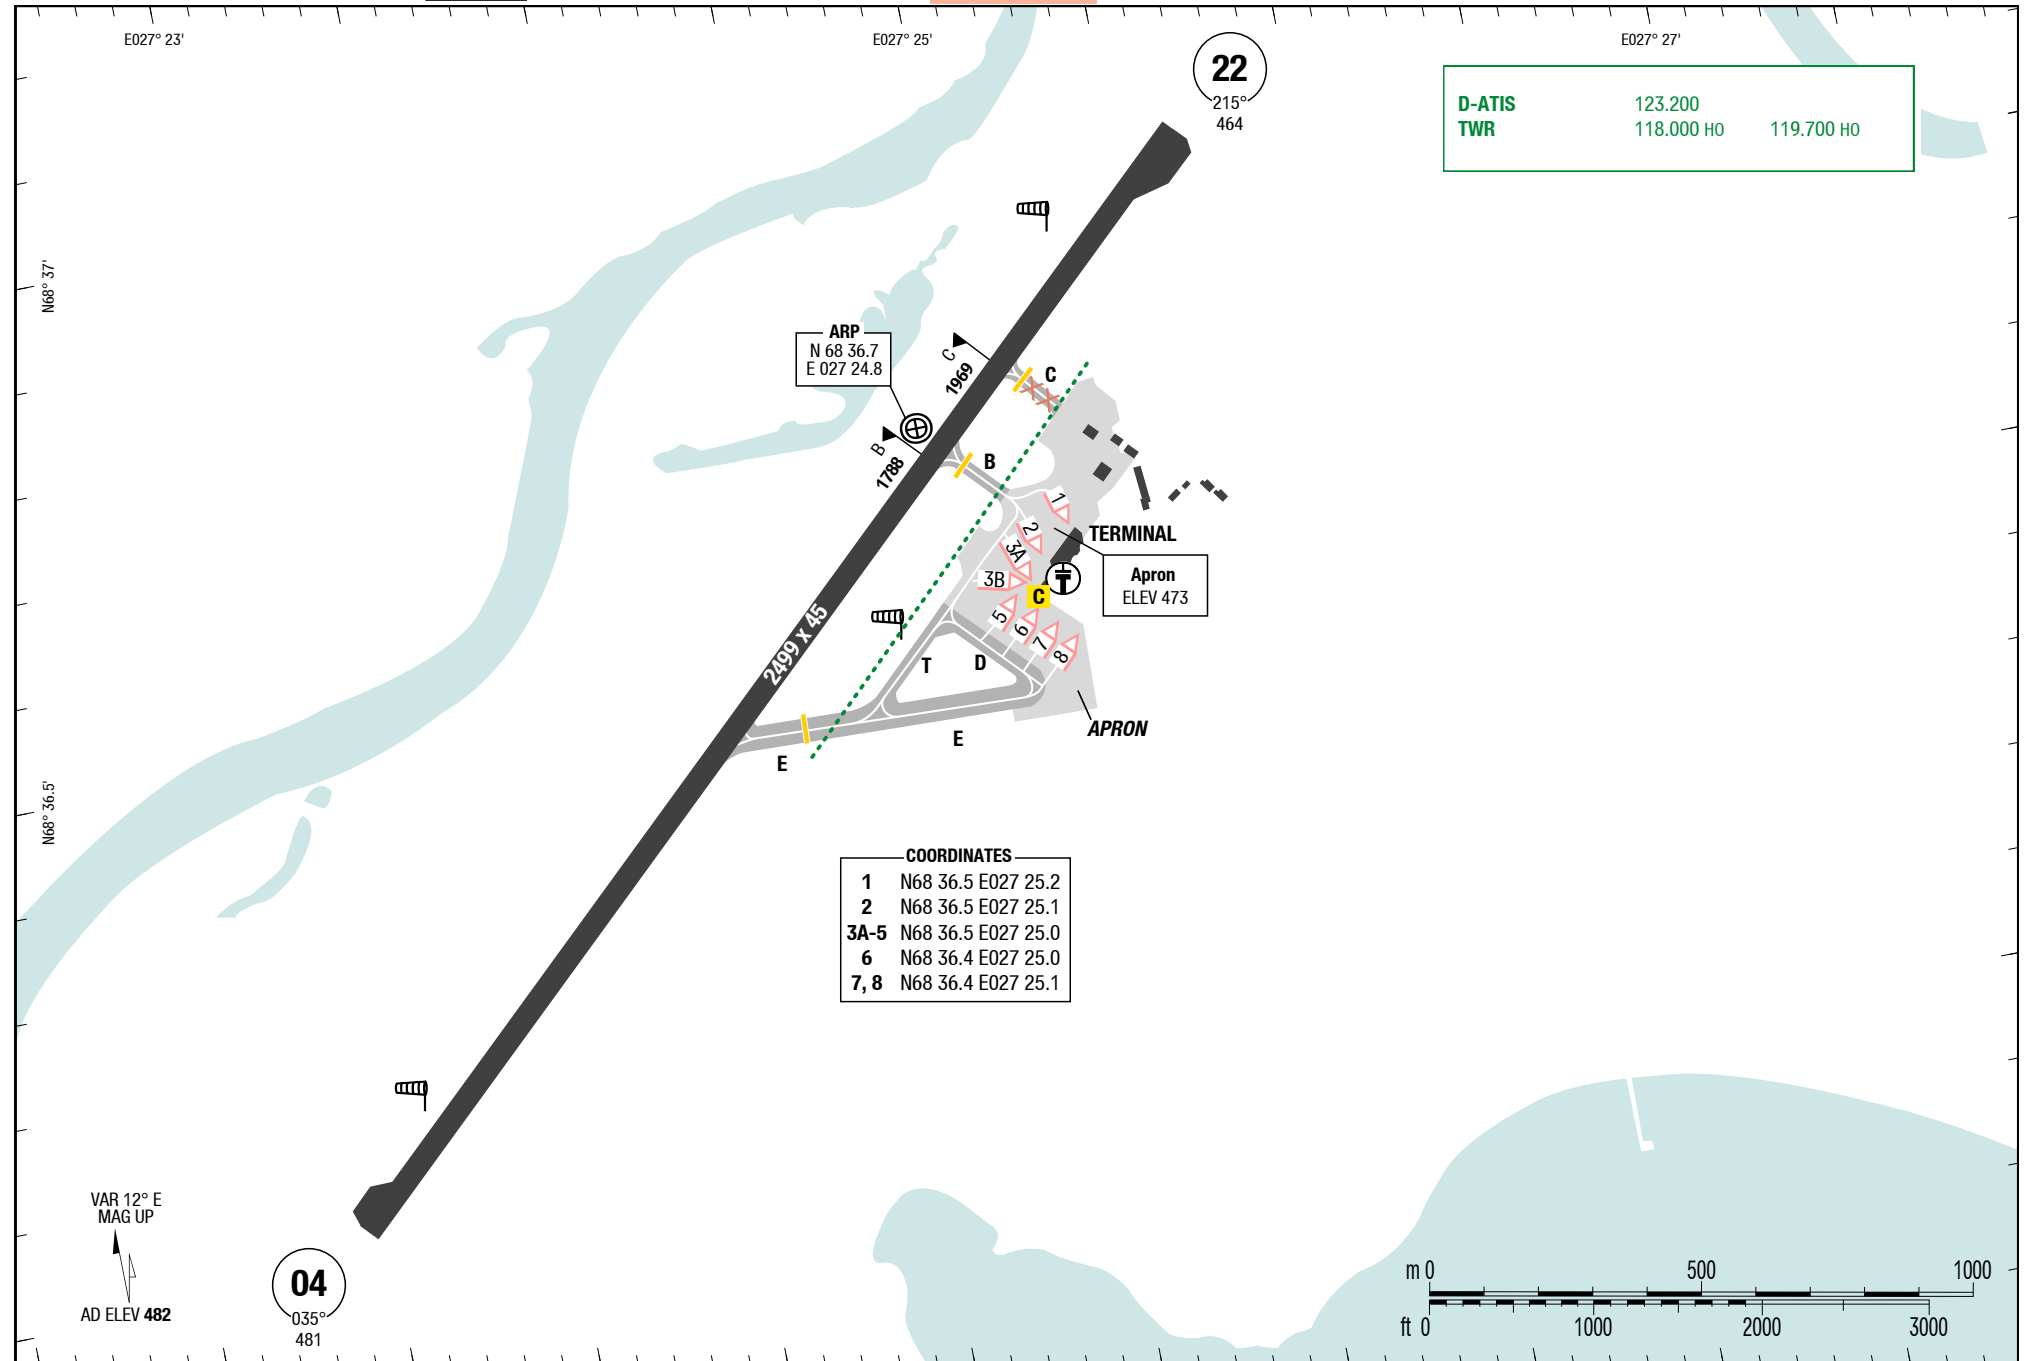 E027° 23'
E027° 25'
E027° 27'
22
215°
464
D-ATIS 123.200
TWR 118.000 HO 119.700 HO
N68° 37'
ARP
N 68 36.7
E 027 24.8
C
1969
C
B
1788
B
1
2
TERMINAL
3A
3B
Apron
ELEV 473
C
5
6
7
8
2499 x 45
T
D
APRON
E
E
N68° 36.5'
COORDINATES
1 N68 36.5 E027 25.2
2 N68 36.5 E027 25.1
3A-5 N68 36.5 E027 25.0
6 N68 36.4 E027 25.0
7, 8 N68 36.4 E027 25.1
VAR 12° E
MAG UP
AD ELEV 482
04
035°
481
m 0 500 1000
ft 0 1000 2000 3000